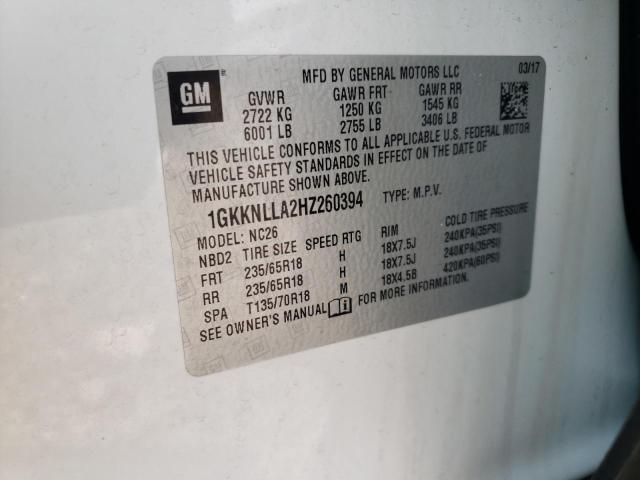 GM
MFD BY GENERAL MOTORS LLC 03/17
GVWR GAWR FRT GAWR RR
2722 KG 1250 KG 1545 KG
6001 LB 2755 LB 3406 LB
THIS VEHICLE CONFORMS TO ALL APPLICABLE U.S. FEDERAL MOTOR
VEHICLE SAFETY STANDARDS IN EFFECT ON THE DATE OF
MANUFACTURE SHOWN ABOVE.
1GKKNLLA2HZ260394 TYPE: M.P.V.
MODEL: NC26
NBD2 TIRE SIZE SPEED RTG RIM COLD TIRE PRESSURE
FRT 235/65R18 H 18X7.5J 240KPA(35PSI)
RR 235/65R18 H 18X7.5J 240KPA(35PSI)
SPA T135/70R18 M 18X4.5B 420KPA(60PSI)
SEE OWNER'S MANUAL FOR MORE INFORMATION.